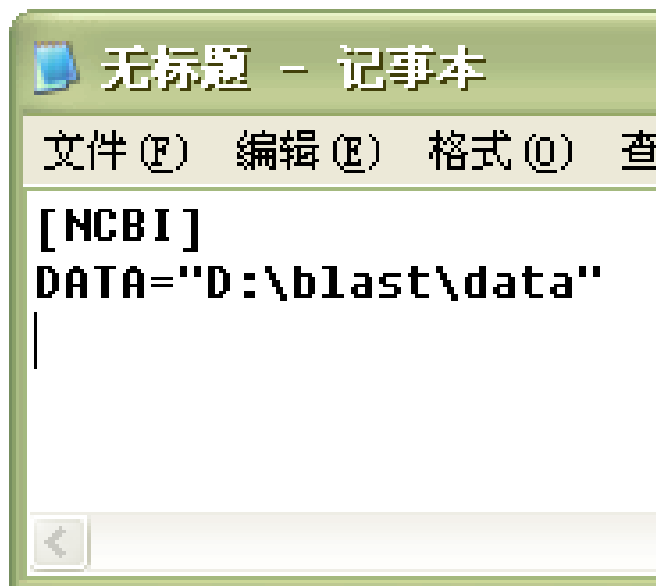 无标题 - 记事本
文件(F) 编辑(E) 格式(O) 查
[NCBI]
DATA="D:\blast\data"